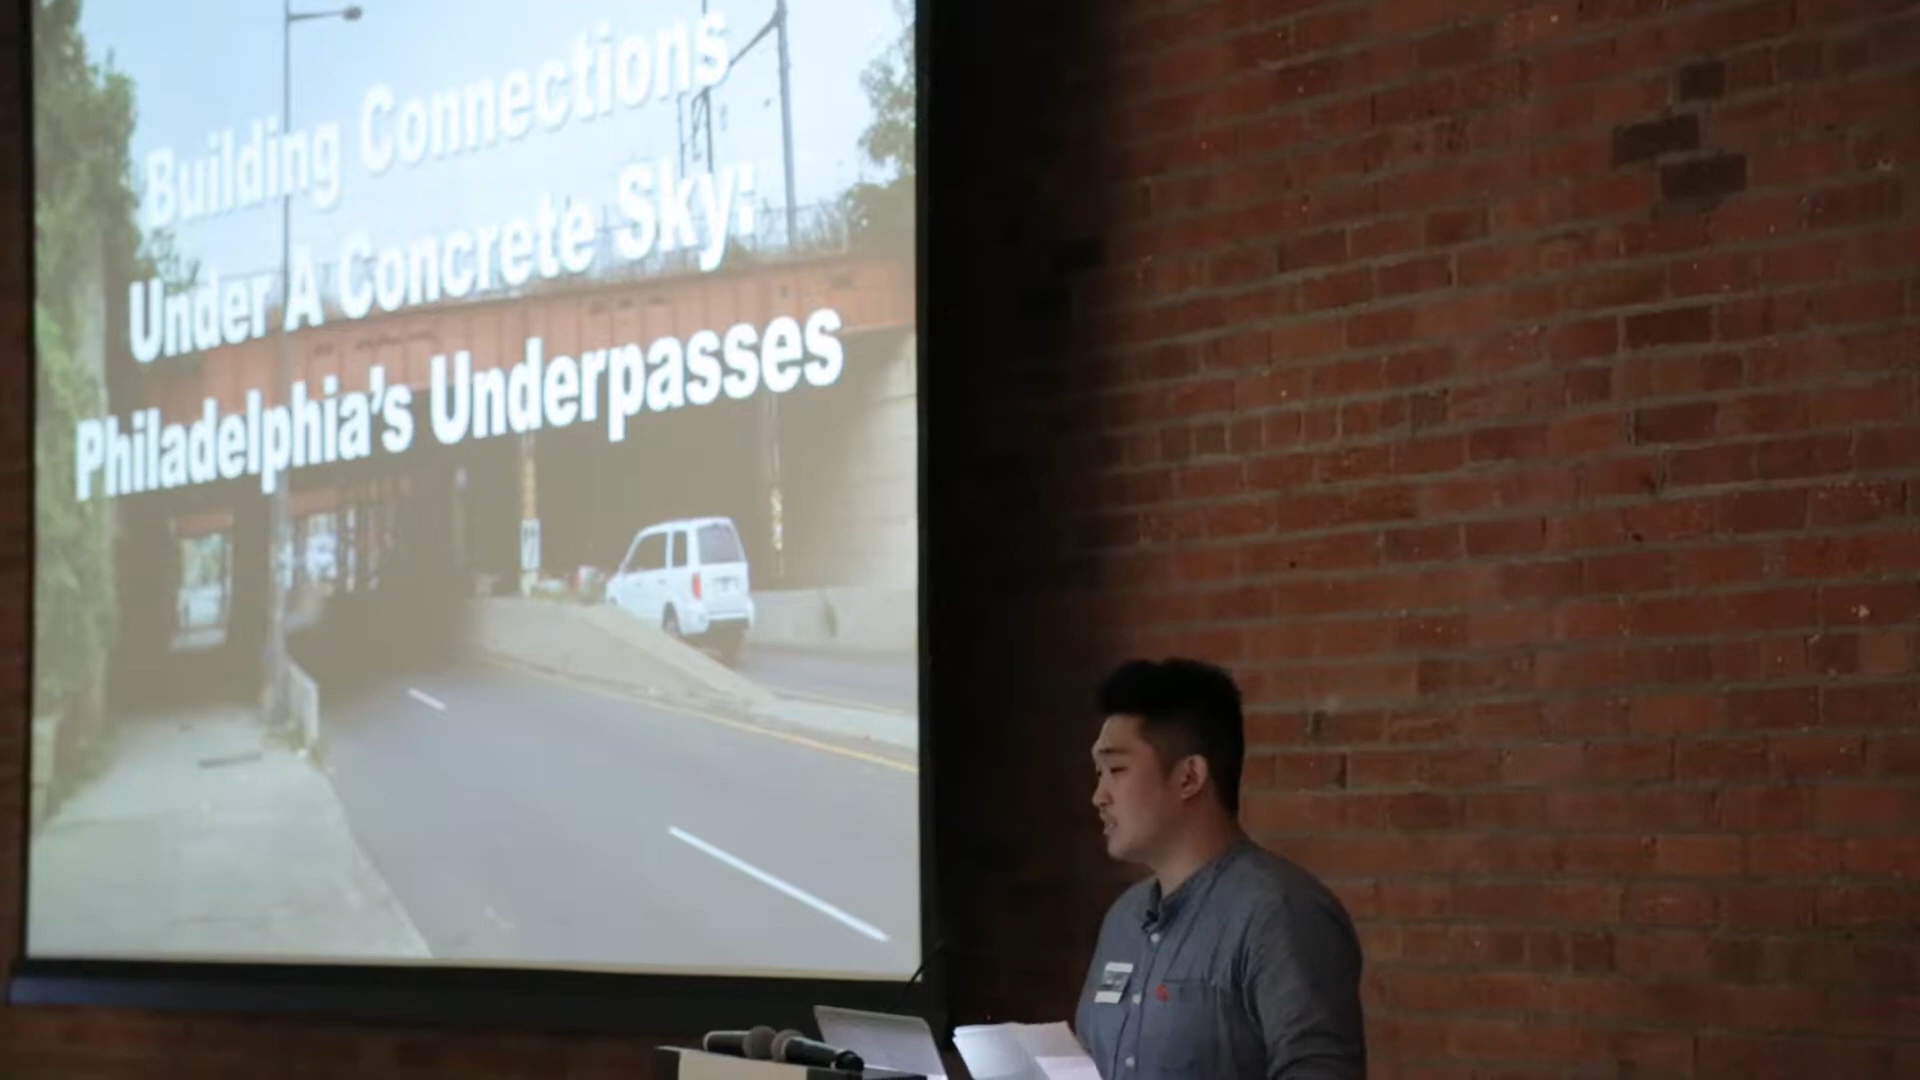 Building Connections
Under A Concrete Sky:
Philadelphia's Underpasses